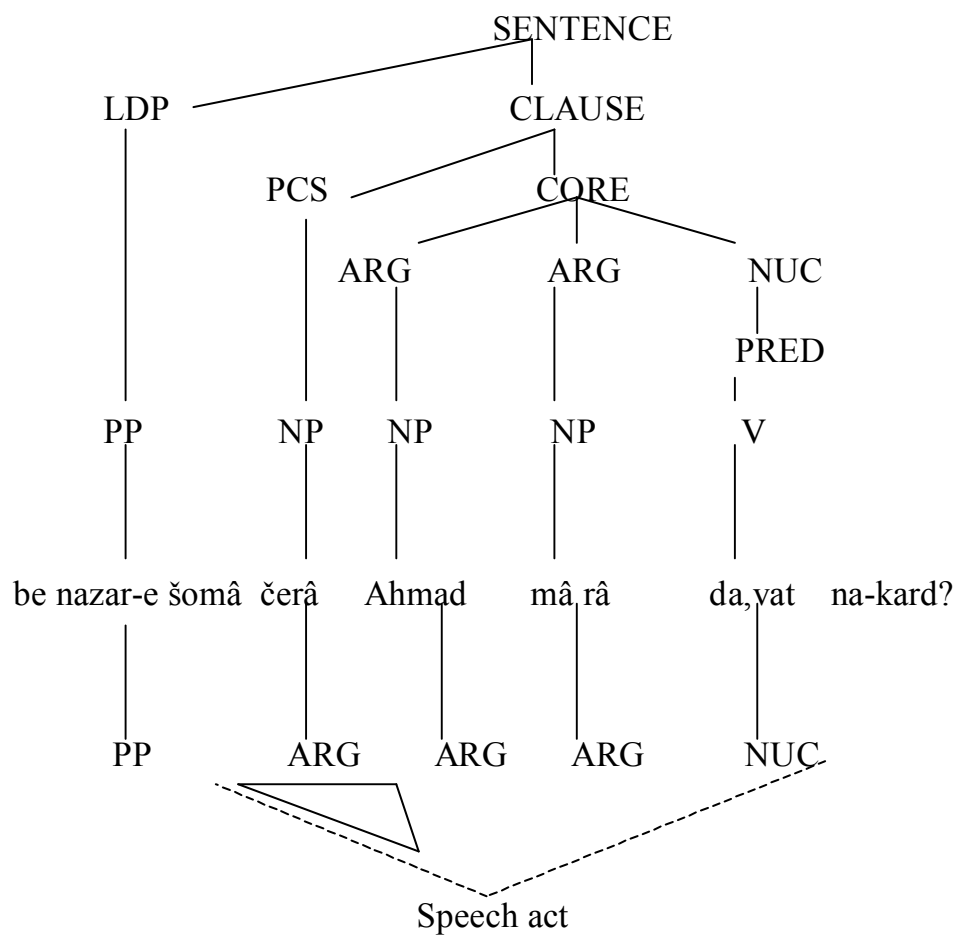 SENTENCE
LDP CLAUSE
PCS CORE
ARG ARG NUC
PRED
PP NP NP NP V
be nazar-e šomâ čerâ Ahmad mâ râ da,vat na-kard?
PP ARG ARG ARG NUC
Speech act